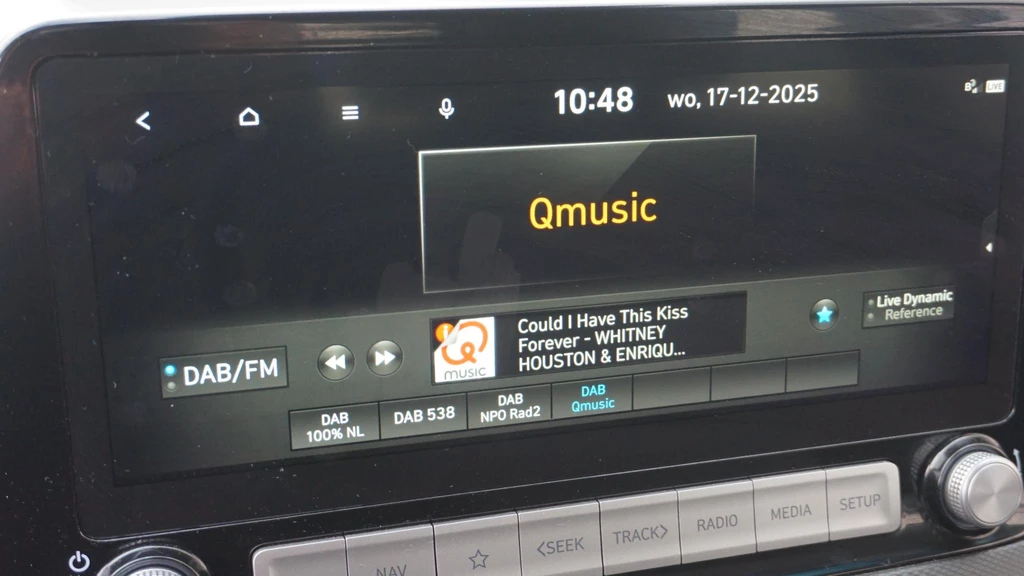 10:48 wo, 17-12-2025
LIVE
Qmusic
Could I Have This Kiss
Forever - WHITNEY
HOUSTON & ENRIQU...
Q
music
Live Dynamic
Reference
DAB/FM
DAB
100% NL
DAB 538
DAB
NPO Rad2
DAB
Qmusic
NAV
<SEEK
TRACK>
RADIO
MEDIA
SETUP